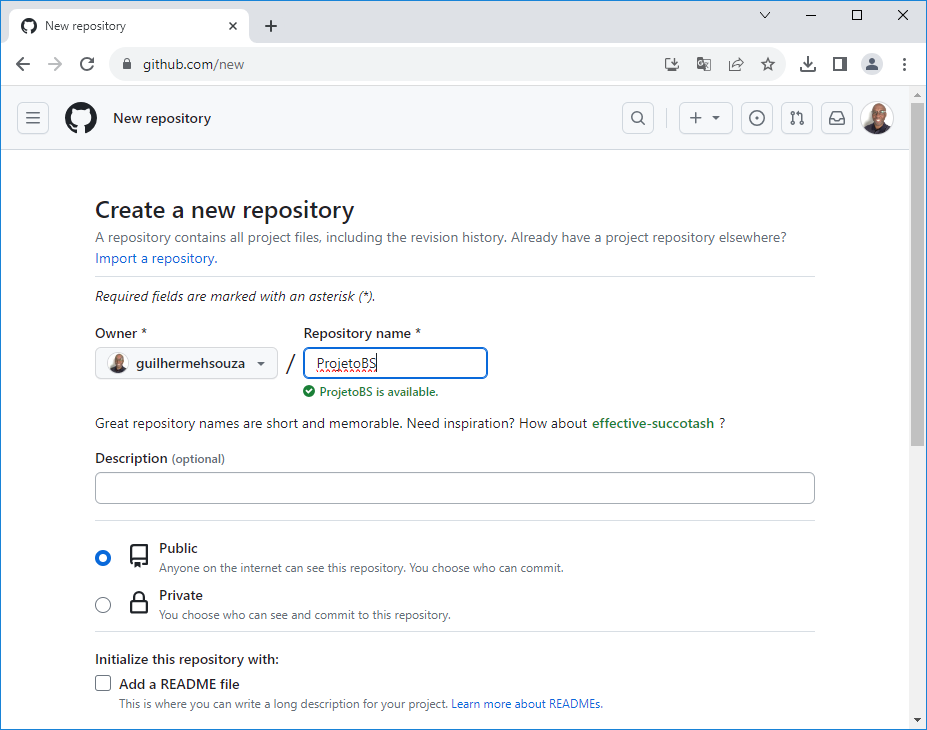 New repository
github.com/new
New repository
Create a new repository
A repository contains all project files, including the revision history. Already have a project repository elsewhere?
Import a repository.
Required fields are marked with an asterisk (*).
Owner *
Repository name *
guilhermehsouza
/
ProjetoBS
ProjetoBS is available.
Great repository names are short and memorable. Need inspiration? How about effective-succotash ?
Description (optional)
Public
Anyone on the internet can see this repository. You choose who can commit.
Private
You choose who can see and commit to this repository.
Initialize this repository with:
Add a README file
This is where you can write a long description for your project. Learn more about READMEs.